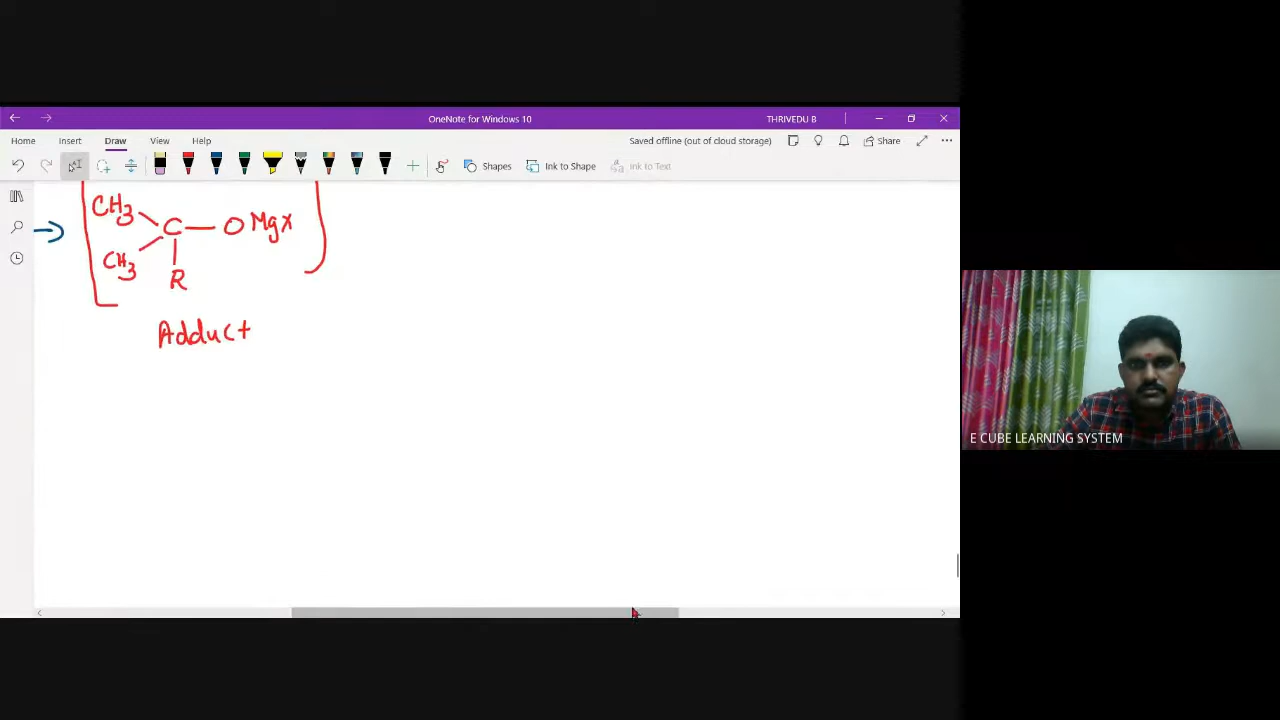 OneNote for Windows 10
THRIVEDU B
Home Insert Draw View Help
Saved offline (out of cloud storage)
Share
Shapes
Ink to Shape
Ink to Text
CH3
C — OMgX
CH3
R
Adduct
E CUBE LEARNING SYSTEM